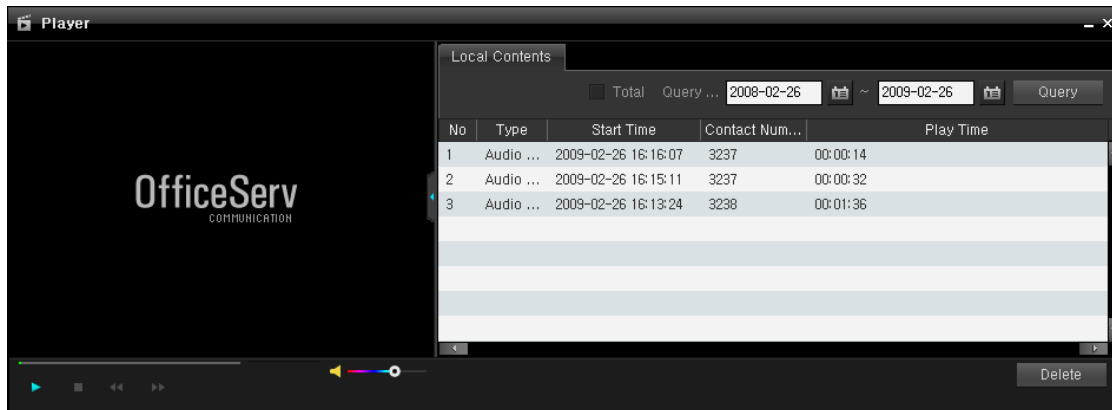 Player
Local Contents
Total Query ... 2008-02-26 ~ 2009-02-26 Query
No Type Start Time Contact Num... Play Time
1 Audio ... 2009-02-26 16:16:07 3237 00:00:14
2 Audio ... 2009-02-26 16:15:11 3237 00:00:32
3 Audio ... 2009-02-26 16:13:24 3238 00:01:36
OfficeServ
COMMUNICATION
Delete